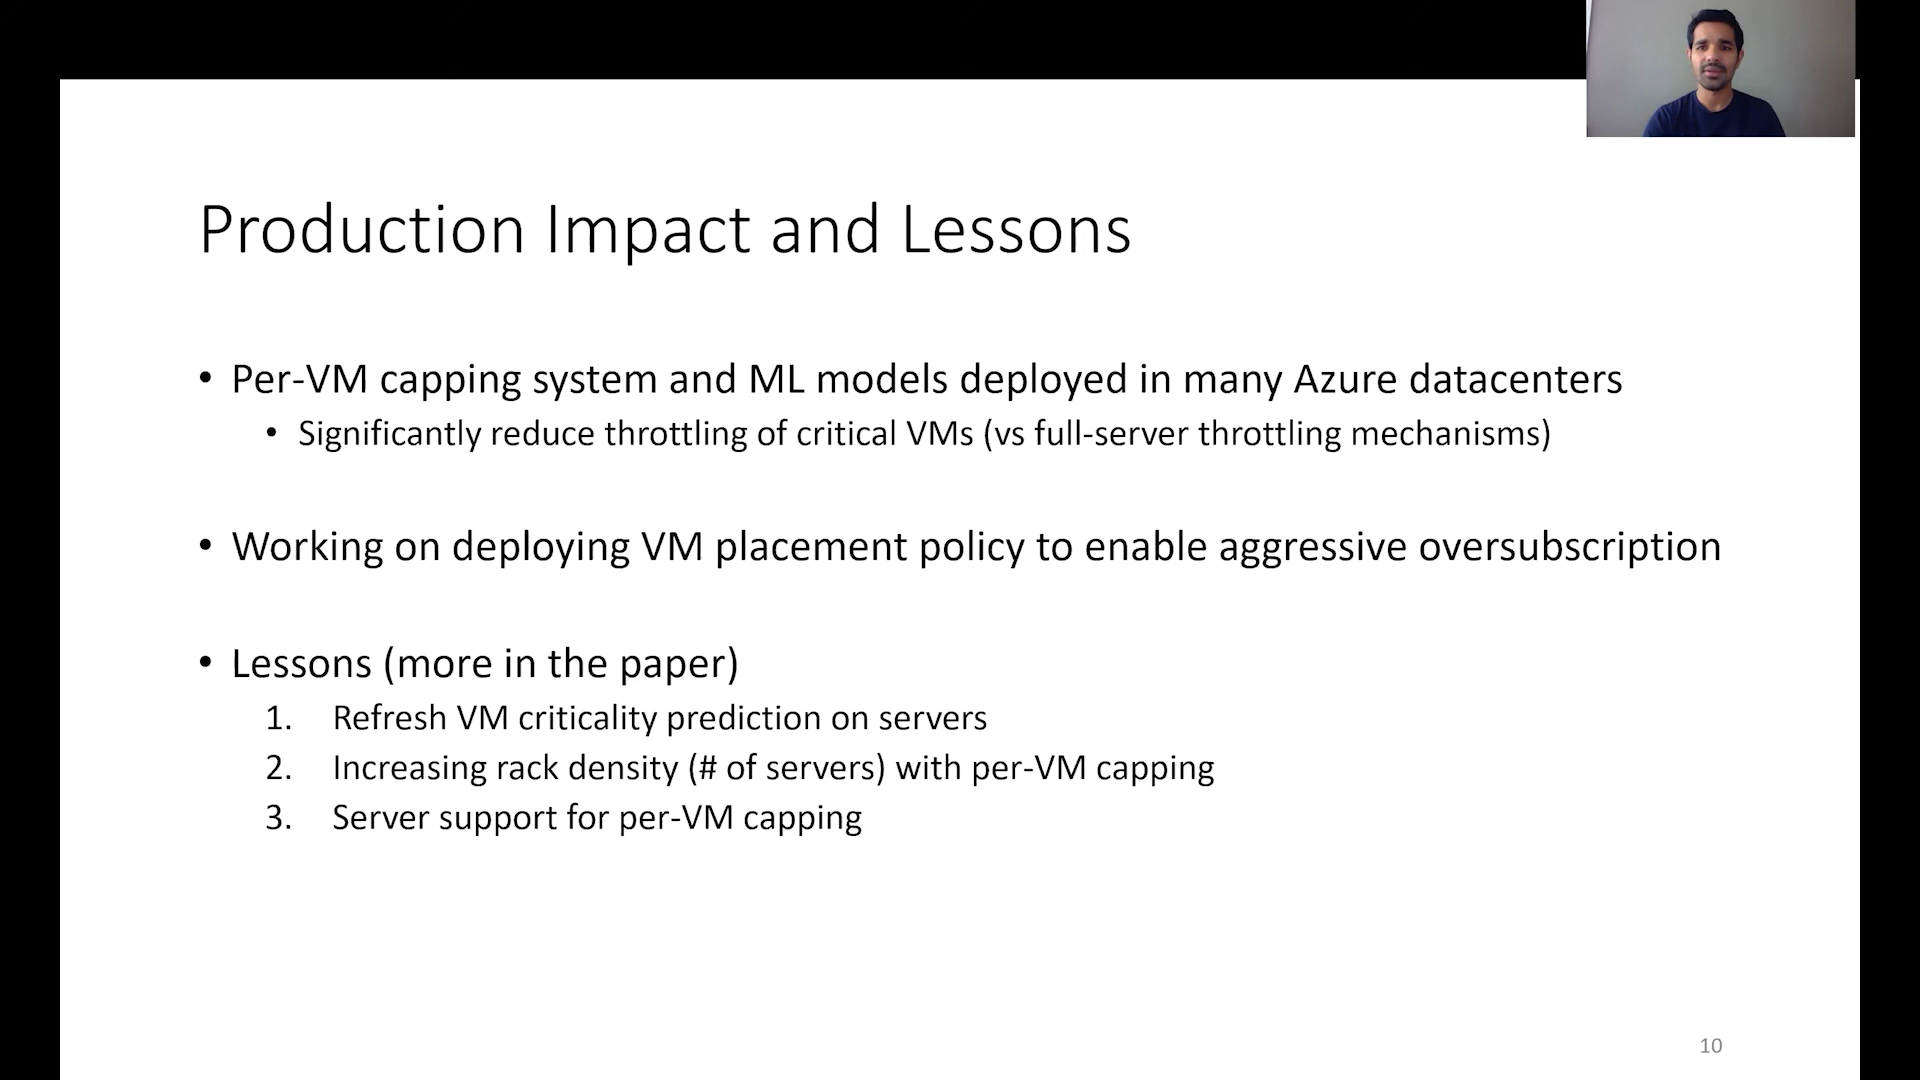 Production Impact and Lessons
• Per-VM capping system and ML models deployed in many Azure datacenters
• Significantly reduce throttling of critical VMs (vs full-server throttling mechanisms)
• Working on deploying VM placement policy to enable aggressive oversubscription
• Lessons (more in the paper)
1. Refresh VM criticality prediction on servers
2. Increasing rack density (# of servers) with per-VM capping
3. Server support for per-VM capping
10